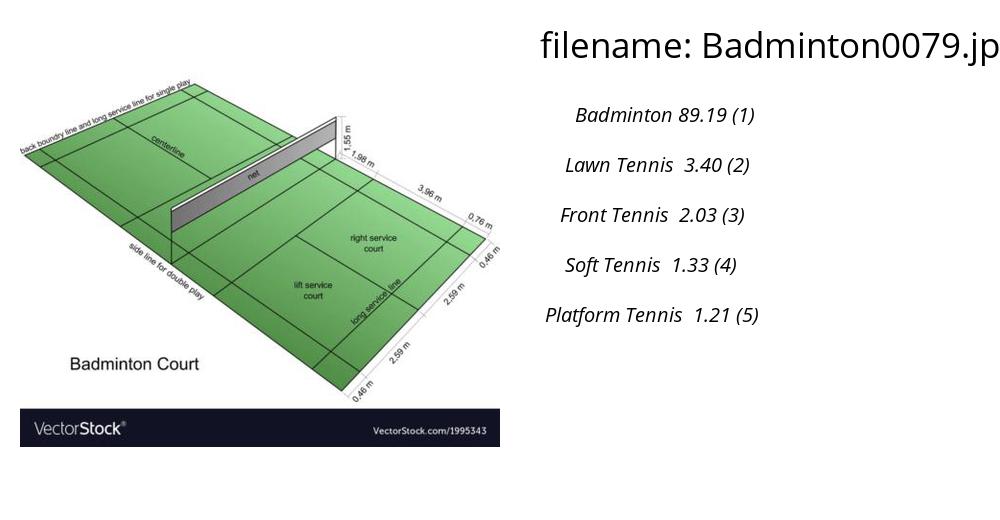 filename: Badminton0079.jp
Badminton 89.19 (1)
Lawn Tennis 3.40 (2)
Front Tennis 2.03 (3)
Soft Tennis 1.33 (4)
Platform Tennis 1.21 (5)
back boundry line and long service line for single play
centerline
net
1,55 m
1,98 m
3,96 m
0,76 m
right service
court
0,46 m
lift service
court
long service line
2,59 m
side line for double play
2,59 m
0,46 m
Badminton Court
VectorStock®
VectorStock.com/1995343